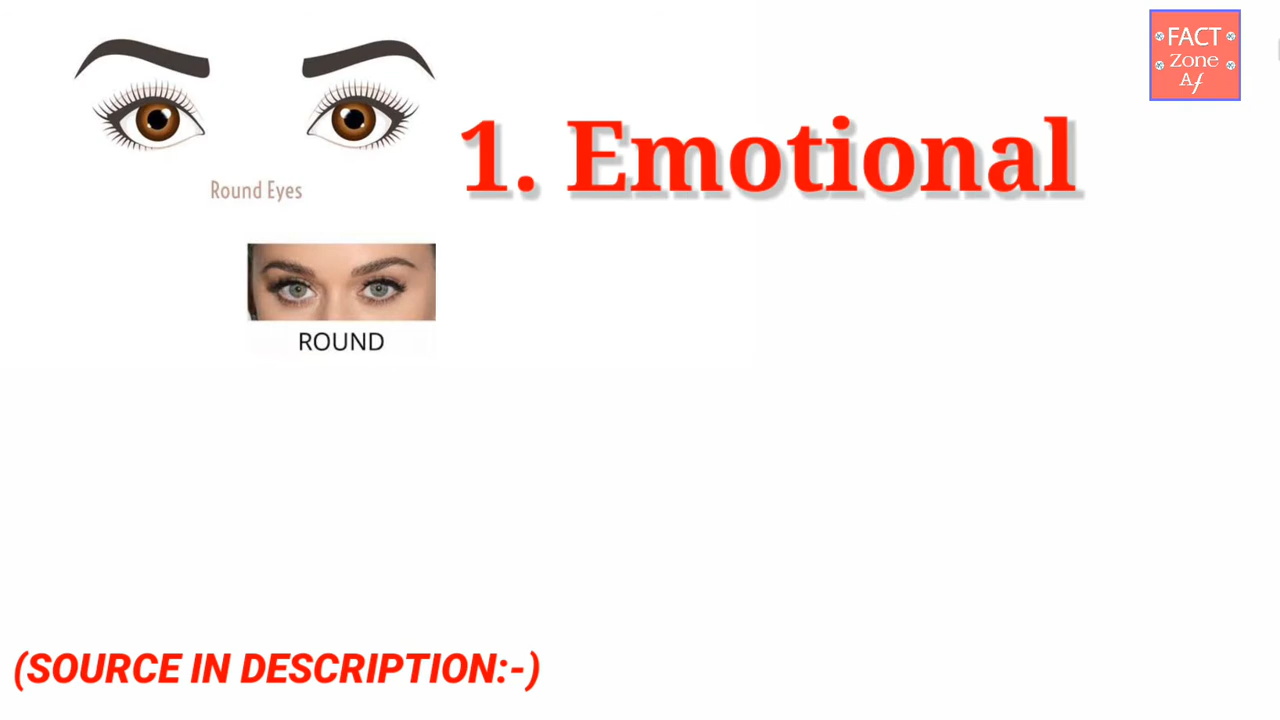 FACT
Zone
Af
1. Emotional
Round Eyes
ROUND
(SOURCE IN DESCRIPTION:-)